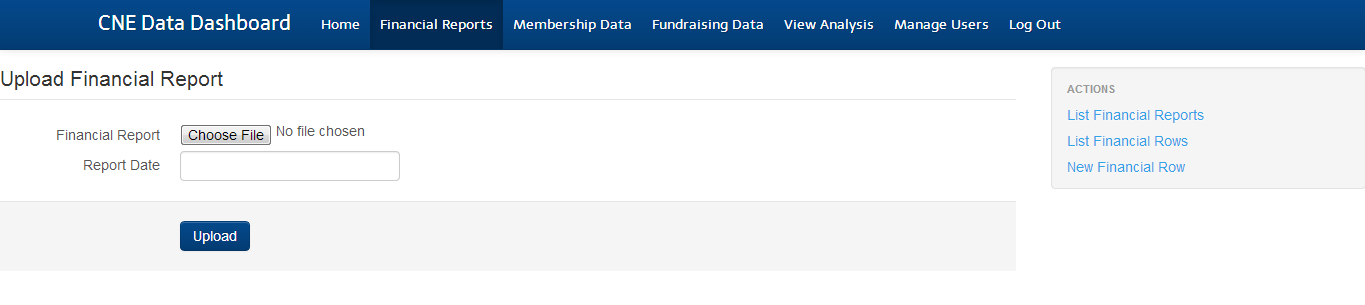 CNE Data Dashboard Home Financial Reports Membership Data Fundraising Data View Analysis Manage Users Log Out
Upload Financial Report
Financial Report Choose File No file chosen
Report Date
Upload
ACTIONS
List Financial Reports
List Financial Rows
New Financial Row